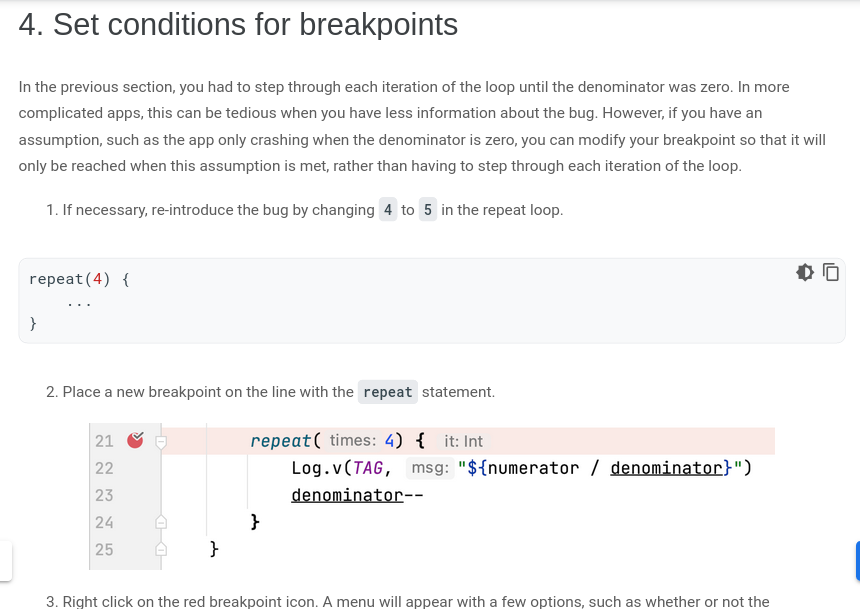 4. Set conditions for breakpoints
In the previous section, you had to step through each iteration of the loop until the denominator was zero. In more
complicated apps, this can be tedious when you have less information about the bug. However, if you have an
assumption, such as the app only crashing when the denominator is zero, you can modify your breakpoint so that it will
only be reached when this assumption is met, rather than having to step through each iteration of the loop.
1. If necessary, re-introduce the bug by changing 4 to 5 in the repeat loop.
repeat(4) {
...
}
2. Place a new breakpoint on the line with the repeat statement.
21 repeat( times: 4) { it: Int
22 Log.v(TAG, msg: "${numerator / denominator}")
23 denominator--
24 }
25 }
3. Right click on the red breakpoint icon. A menu will appear with a few options, such as whether or not the